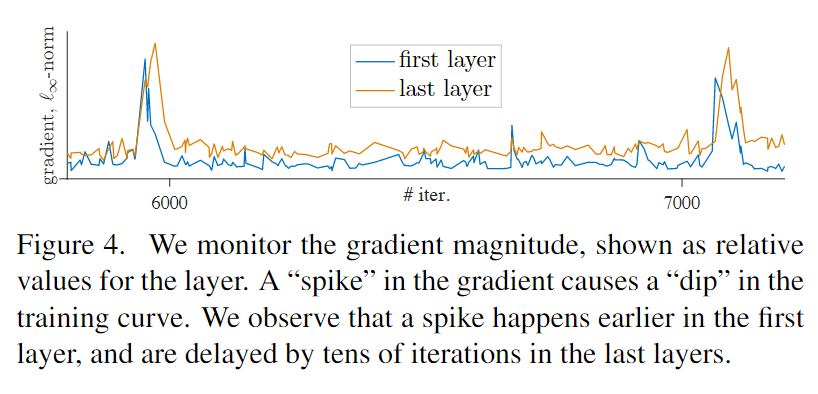 gradient, ℓ∞-norm
first layer
last layer
6000
# iter.
7000
Figure 4. We monitor the gradient magnitude, shown as relative
values for the layer. A “spike” in the gradient causes a “dip” in the
training curve. We observe that a spike happens earlier in the first
layer, and are delayed by tens of iterations in the last layers.